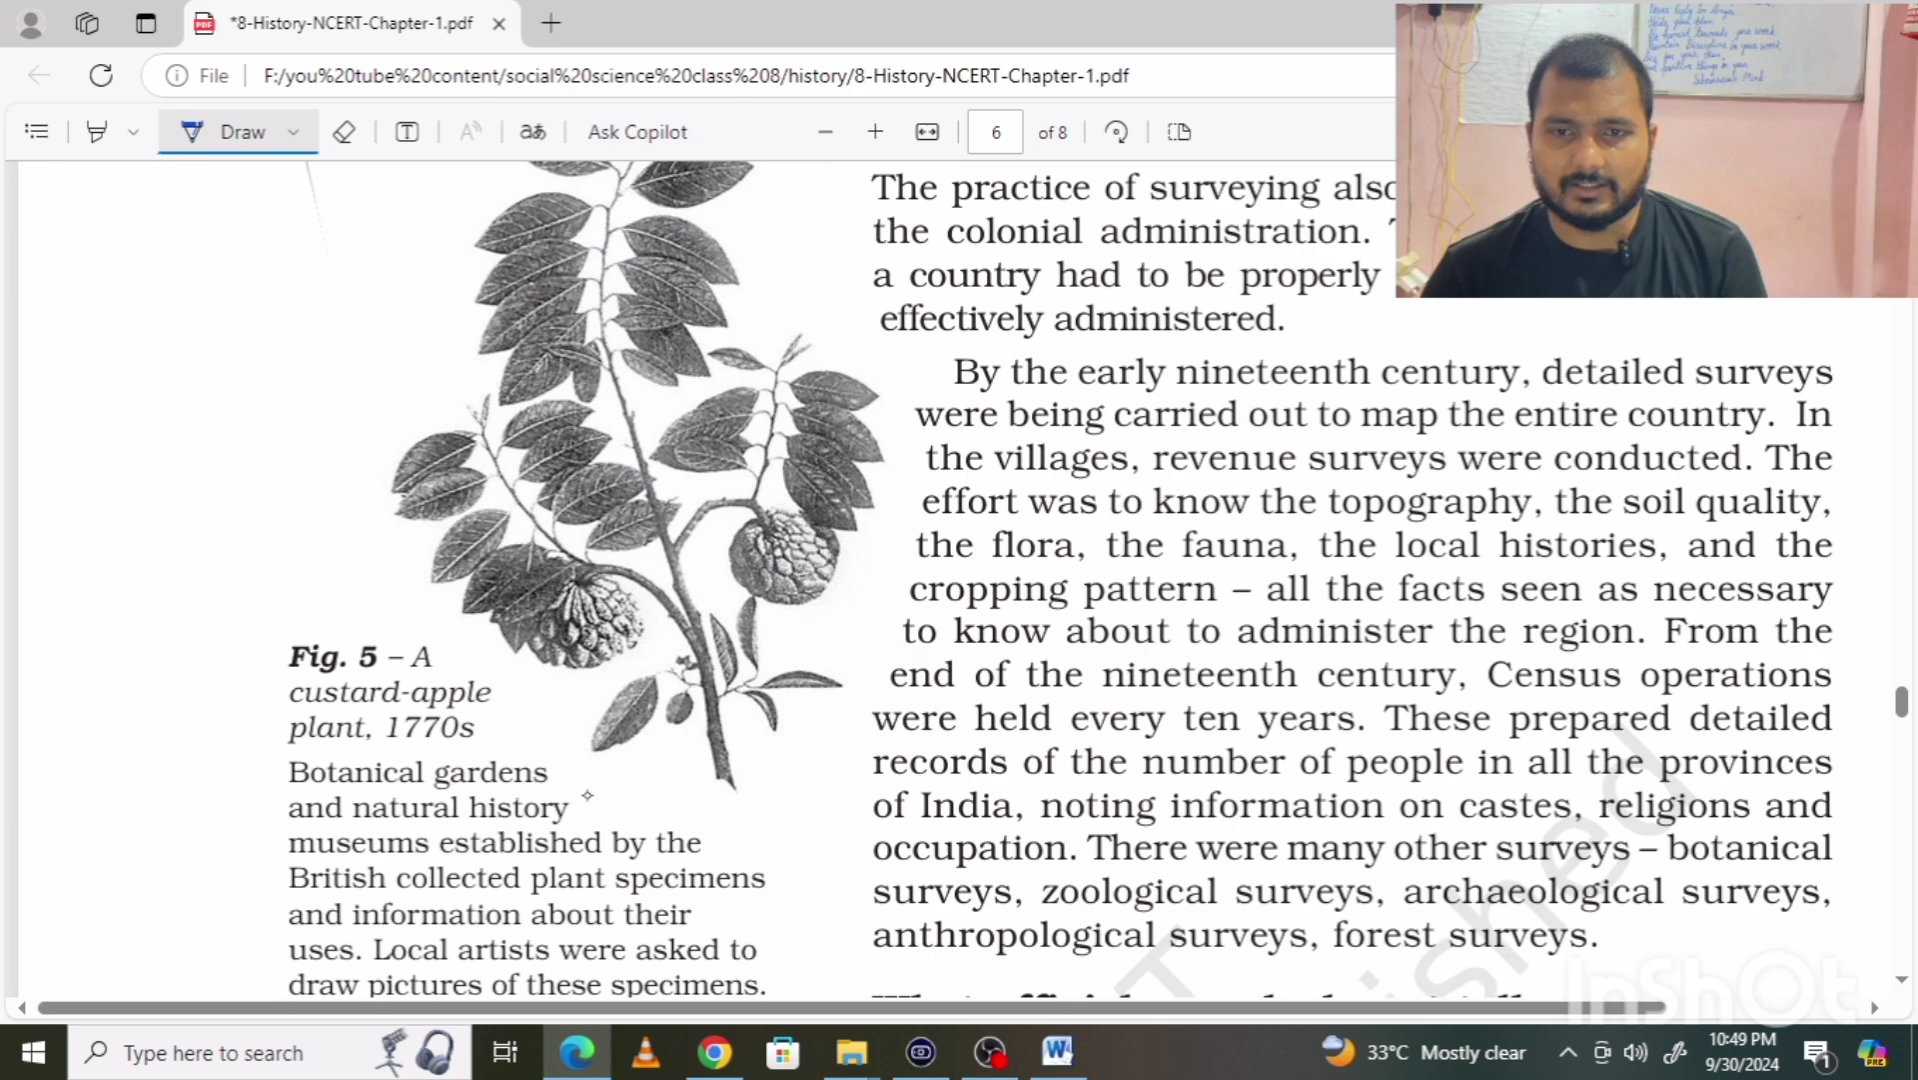 *8-History-NCERT-Chapter-1.pdf
File
F:/you%20tube%20content/social%20science%20class%208/history/8-History-NCERT-Chapter-1.pdf
Draw
Ask Copilot
6
of 8
The practice of surveying also
the colonial administration.
a country had to be properly
effectively administered.
By the early nineteenth century, detailed surveys
were being carried out to map the entire country. In
the villages, revenue surveys were conducted. The
effort was to know the topography, the soil quality,
the flora, the fauna, the local histories, and the
cropping pattern – all the facts seen as necessary
to know about to administer the region. From the
end of the nineteenth century, Census operations
were held every ten years. These prepared detailed
records of the number of people in all the provinces
of India, noting information on castes, religions and
occupation. There were many other surveys – botanical
surveys, zoological surveys, archaeological surveys,
anthropological surveys, forest surveys.
Fig. 5 – A
custard-apple
plant, 1770s
Botanical gardens
and natural history
museums established by the
British collected plant specimens
and information about their
uses. Local artists were asked to
draw pictures of these specimens.
InShOt
Type here to search
33°C Mostly clear
10:49 PM
9/30/2024
1